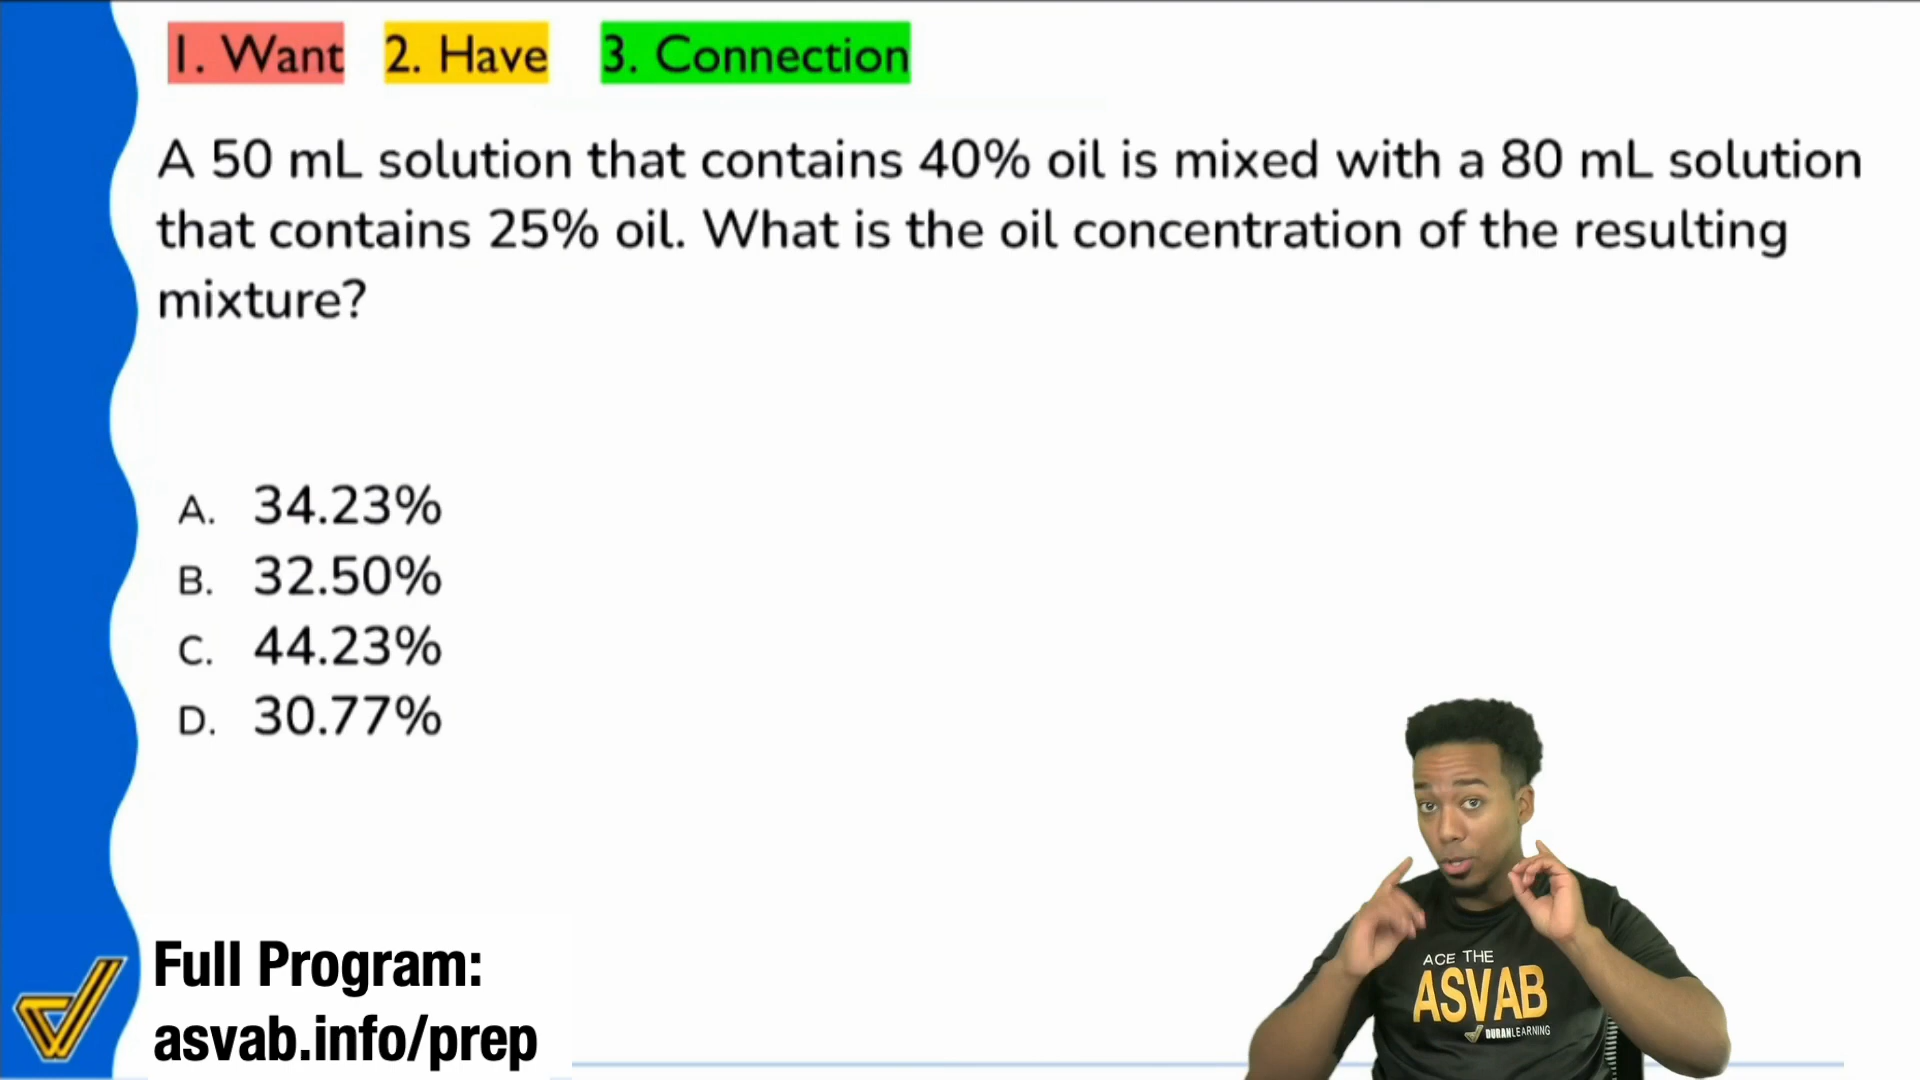 1. Want 2. Have 3. Connection
A 50 mL solution that contains 40% oil is mixed with a 80 mL solution
that contains 25% oil. What is the oil concentration of the resulting
mixture?
A. 34.23%
B. 32.50%
C. 44.23%
D. 30.77%
Full Program:
asvab.info/prep
ACE THE
ASVAB
DURANLEARNING